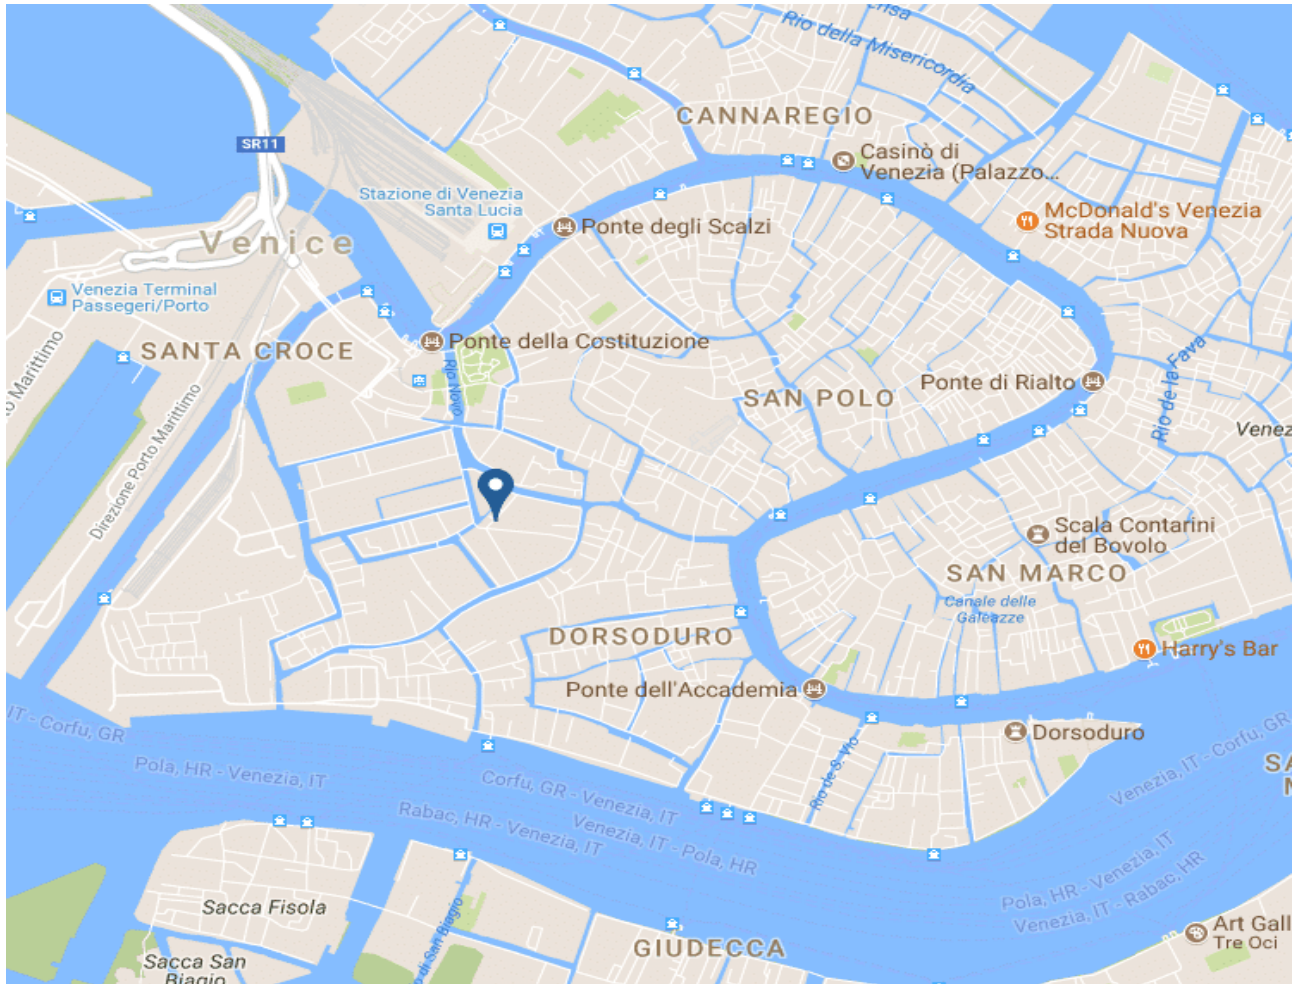 Rio della Misericordia
CANNAREGIO
SR11
Casinò di
Venezia (Palazzo...
Stazione di Venezia
Santa Lucia
McDonald's Venezia
Strada Nuova
Ponte degli Scalzi
Venice
Venezia Terminal
Passegeri/Porto
Ponte della Costituzione
SANTA CROCE
Rio Novo
Rio de la Fava
Marittimo
Ponte di Rialto
SAN POLO
Direzione Porto Marittimo
Scala Contarini
del Bovolo
SAN MARCO
Canale delle
Galeazze
DORSODURO
Harry's Bar
Ponte dell'Accademia
Dorsoduro
IT - Corfu, GR
Pola, HR - Venezia, IT
Corfu, GR - Venezia, IT
Rio de S. Vio
Venezia, IT - Corfu, GR
Rabac, HR - Venezia, IT
Venezia, IT - Pola, HR
Pola, HR - Venezia, IT
Venezia, IT - Rabac, HR
Sacca Fisola
di San Biagio
Art Gall
Tre Oci
GIUDECCA
Sacca San
Biagio